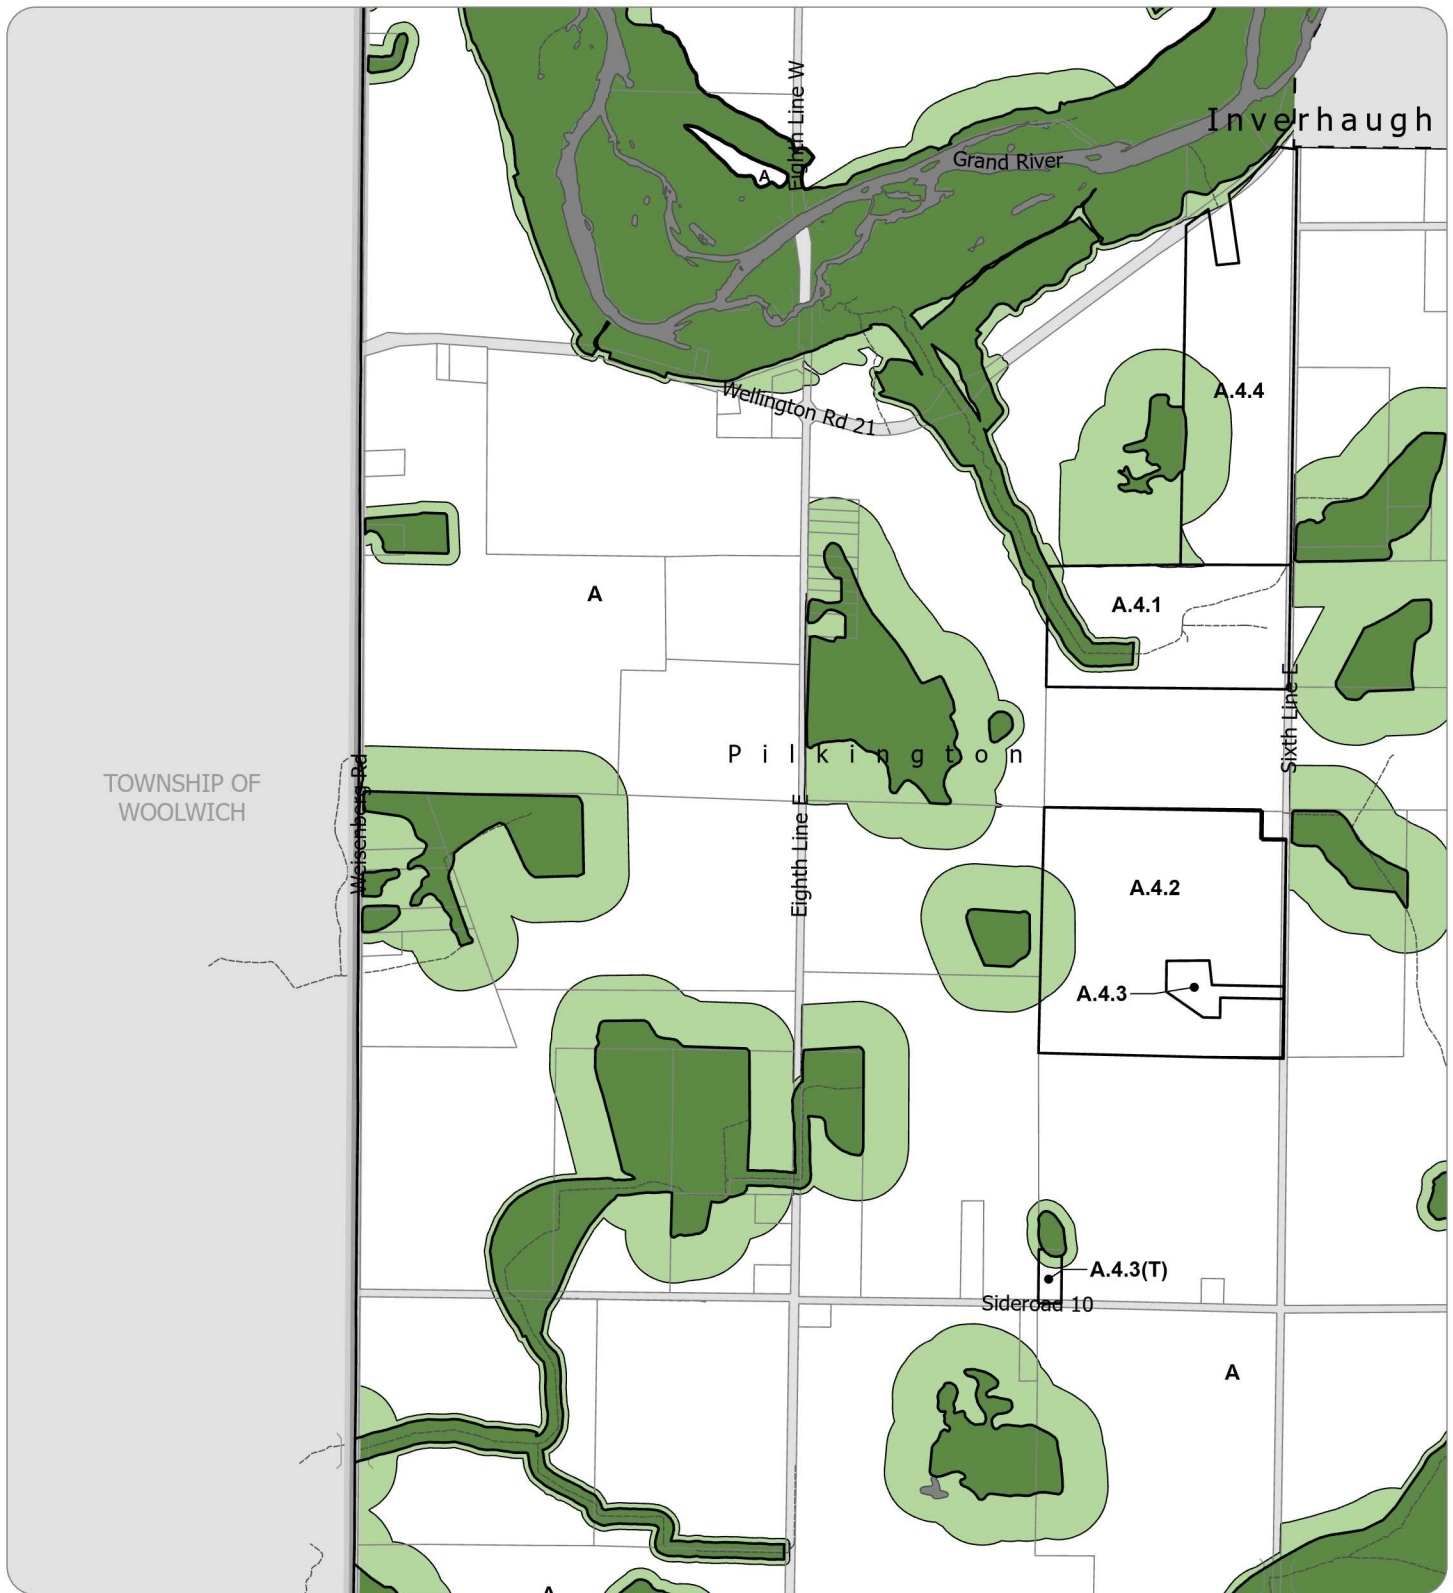 Eighth Line W
Inverhaugh
Grand River
A
Wellington Rd 21
A.4.4
A
A.4.1
Sixth Line E
Pilkington
TOWNSHIP OF
WOOLWICH
Weisenberg Rd
Eighth Line E
A.4.2
A.4.3
A.4.3(T)
Sideroad 10
A
A